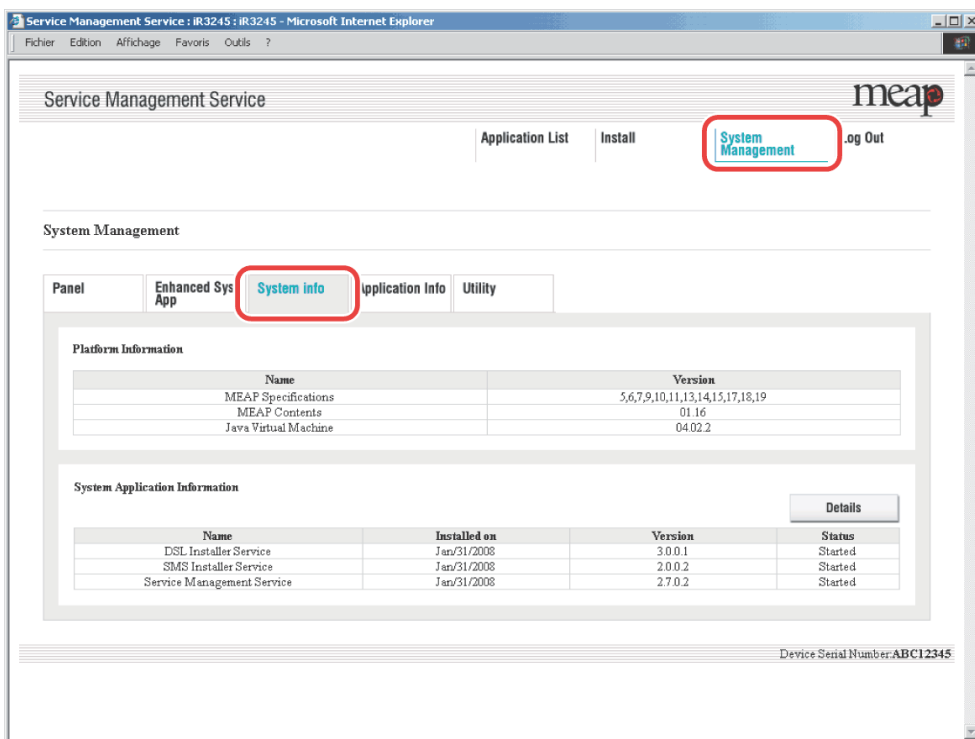 Service Management Service : iR3245 : iR3245 - Microsoft Internet Explorer
Fichier Edition Affichage Favoris Outils ?
Service Management Service
meap
Application List Install System Management Log Out
System Management
Panel Enhanced Sys App System info Application Info Utility
Platform Information
Name Version
MEAP Specifications 5,6,7,9,10,11,13,14,15,17,18,19
MEAP Contents 01.16
Java Virtual Machine 04.02.2
System Application Information
Details
Name Installed on Version Status
DSL Installer Service Jan/31/2008 3.0.0.1 Started
SMS Installer Service Jan/31/2008 2.0.0.2 Started
Service Management Service Jan/31/2008 2.7.0.2 Started
Device Serial Number:ABC12345